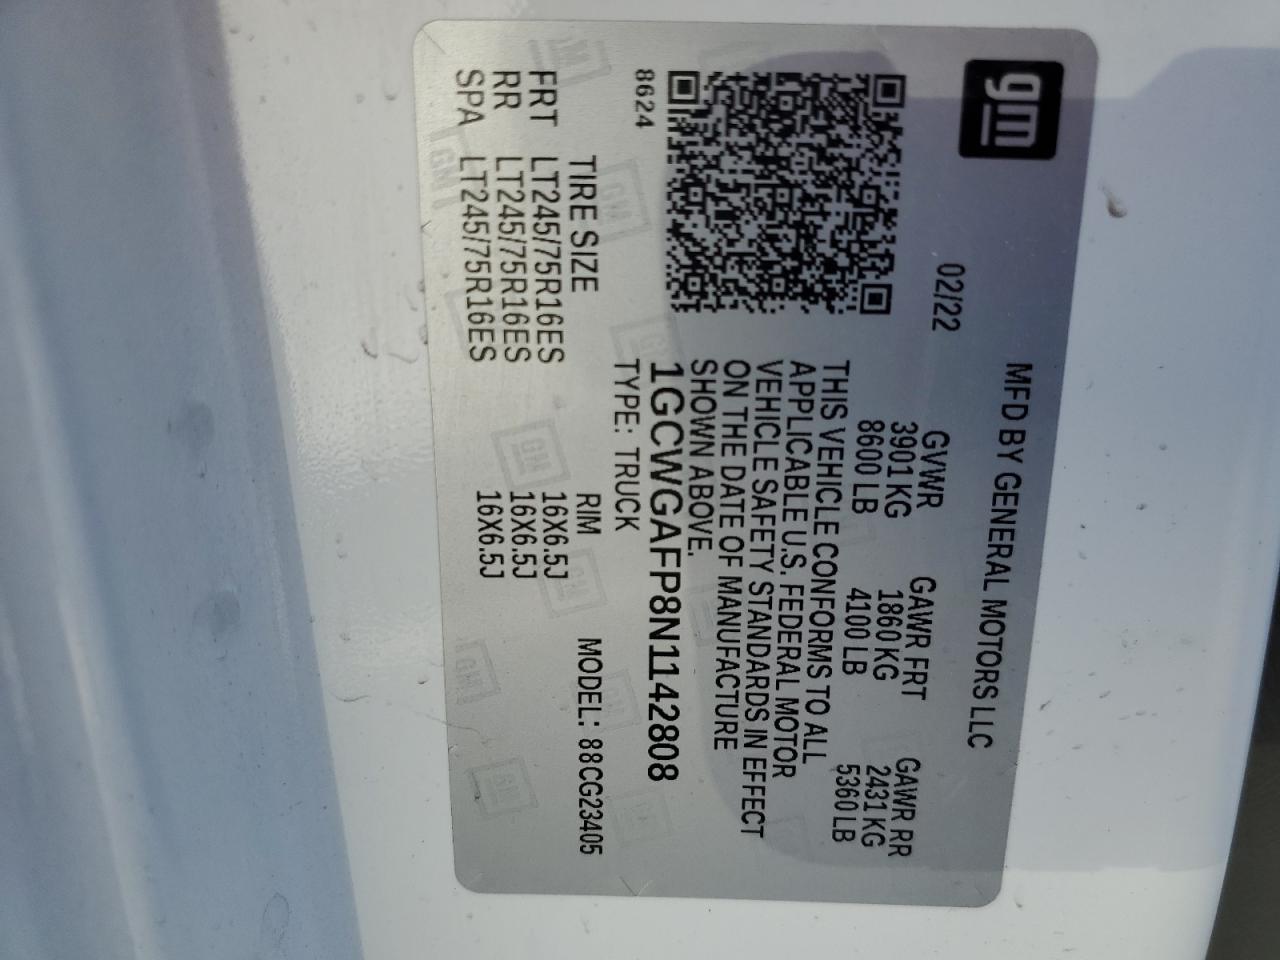 gm
MFD BY GENERAL MOTORS LLC
02/22
GVWR GAWR FRT GAWR RR
3901 KG 1860 KG 2431 KG
8600 LB 4100 LB 5360 LB
THIS VEHICLE CONFORMS TO ALL
APPLICABLE U.S. FEDERAL MOTOR
VEHICLE SAFETY STANDARDS IN EFFECT
ON THE DATE OF MANUFACTURE
SHOWN ABOVE.
1GCWGAFP8N1142808
8624
TYPE: TRUCK
TIRE SIZE RIM MODEL: 88CG23405
FRT LT245/75R16ES 16X6.5J
RR LT245/75R16ES 16X6.5J
SPA LT245/75R16ES 16X6.5J